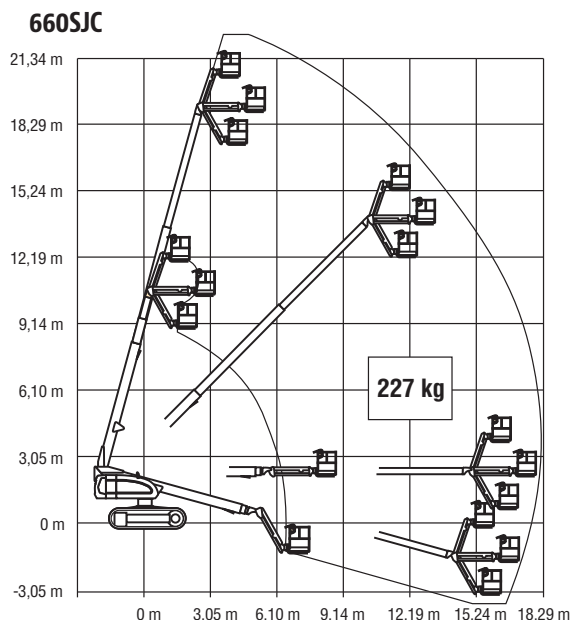 660SJC
21,34 m
18,29 m
15,24 m
12,19 m
9,14 m
6,10 m
227 kg
3,05 m
0 m
-3,05 m
0 m 3,05 m 6,10 m 9,14 m 12,19 m 15,24 m 18,29 m